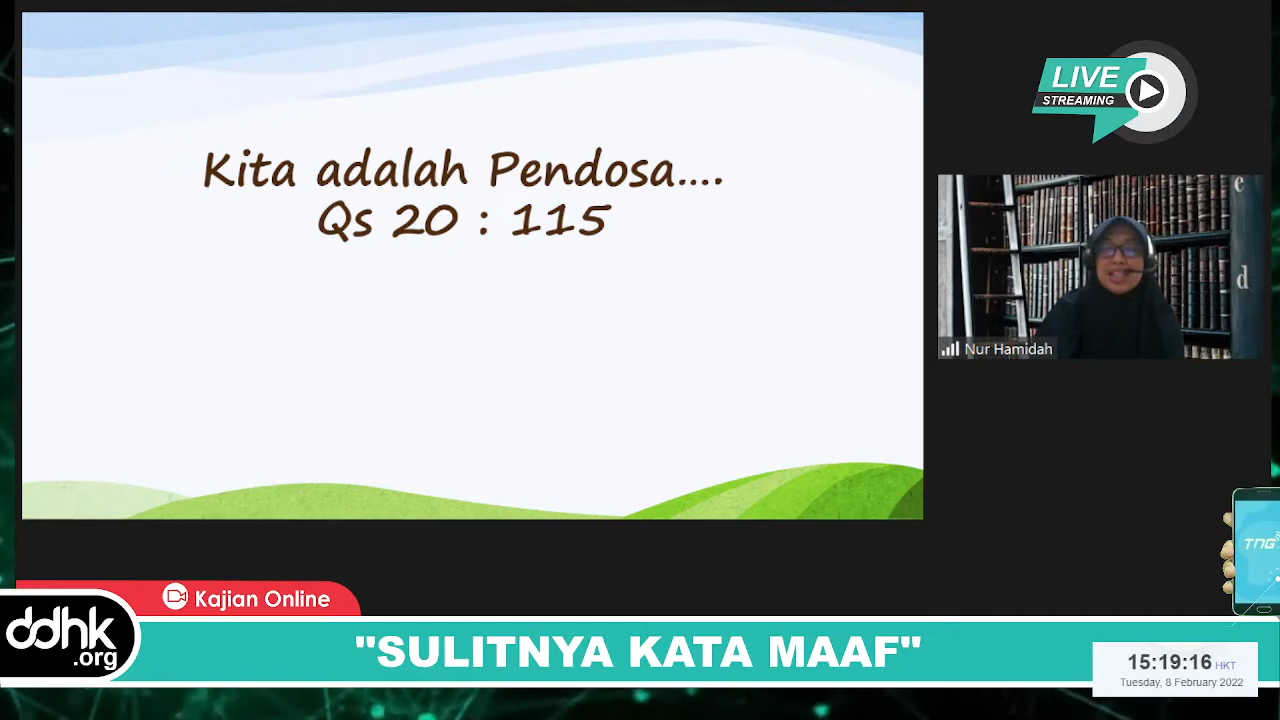 Kita adalah Pendosa....
Qs 20 : 115
LIVE
STREAMING
e
d
Nur Hamidah
TNG
Kajian Online
ddhk
.org
"SULITNYA KATA MAAF"
15:19:16 HKT
Tuesday, 8 February 2022